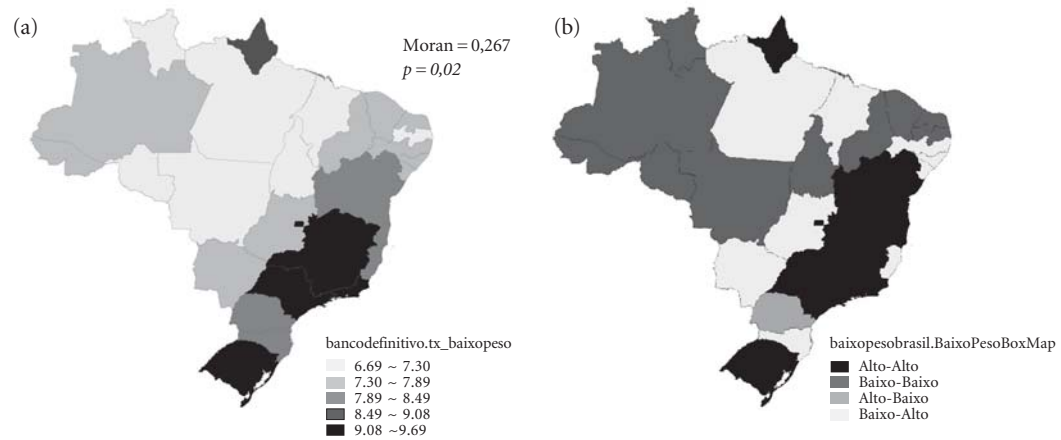 (a)
Moran = 0,267
p = 0,02
bancodefinitivo.tx_baixopeso
6.69 ~ 7.30
7.30 ~ 7.89
7.89 ~ 8.49
8.49 ~ 9.08
9.08 ~9.69
(b)
baixopesobrasil.BaixoPesoBoxMap
Alto-Alto
Baixo-Baixo
Alto-Baixo
Baixo-Alto